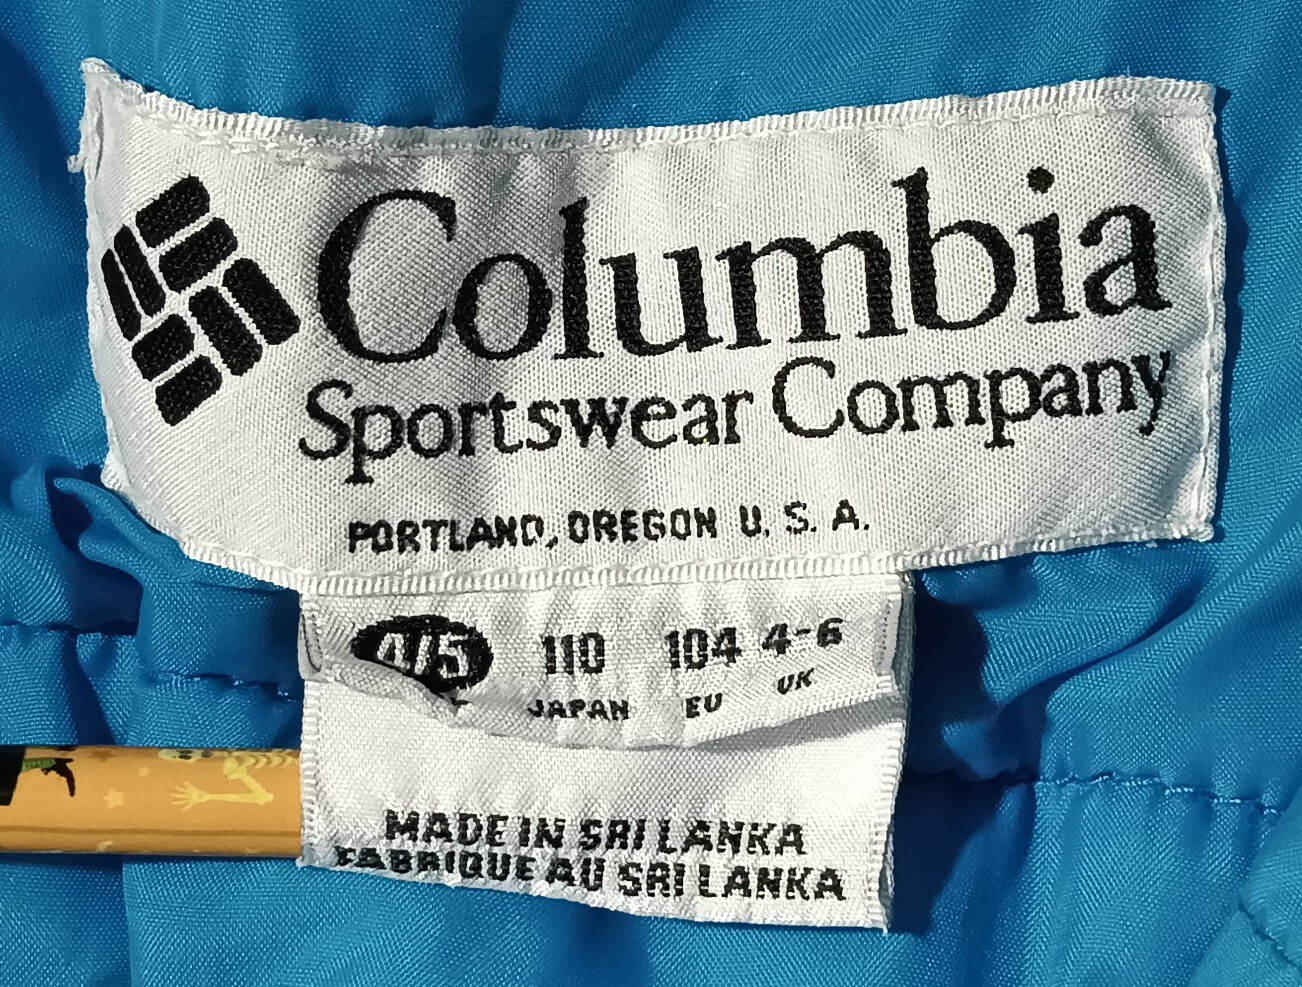 Columbia
Sportswear Company
PORTLAND, OREGON U. S. A.
4/5 110 104 4-6
JAPAN EU UK
MADE IN SRI LANKA
FABRIQUE AU SRI LANKA